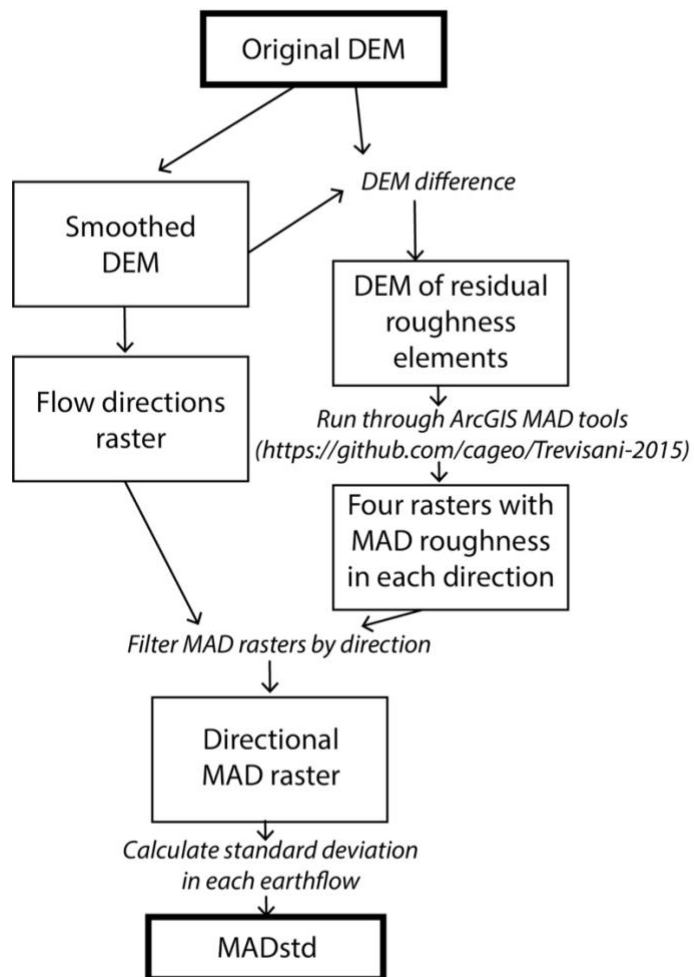 Original DEM
DEM difference
Smoothed
DEM
DEM of residual
roughness
elements
Flow directions
raster
Run through ArcGIS MAD tools
(https://github.com/cageo/Trevisani-2015)
Four rasters with
MAD roughness
in each direction
Filter MAD rasters by direction
Directional
MAD raster
Calculate standard deviation
in each earthflow
MADstd